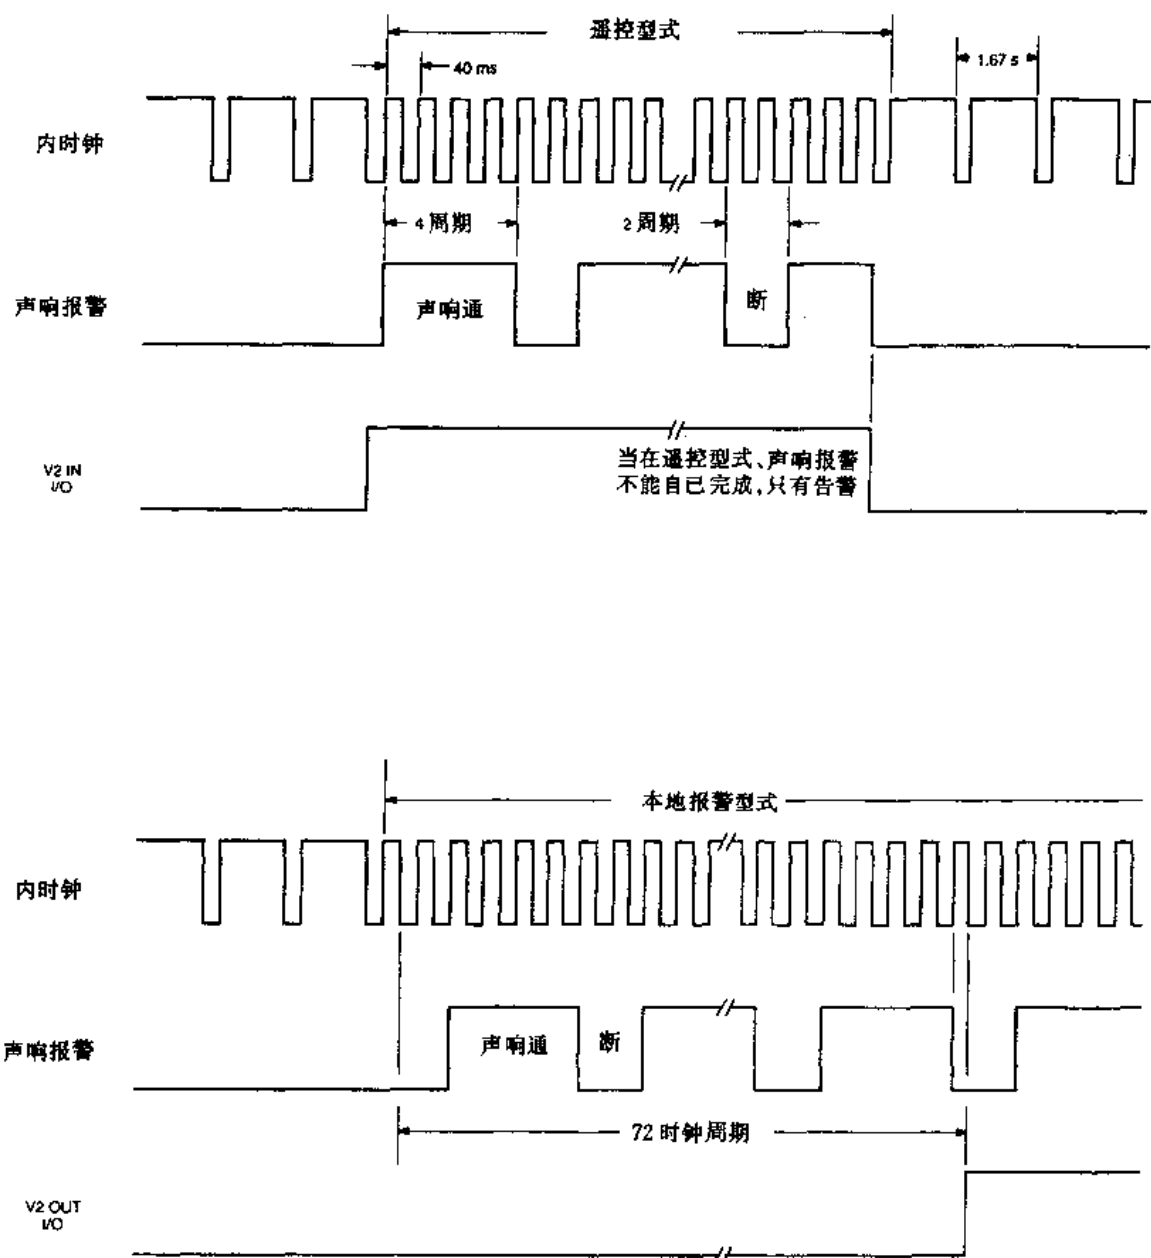 遥控型式
40 ms
1.67 s
内时钟
4 周期
2 周期
声响报警
声响通
断
V2 IN
I/O
当在遥控型式、声响报警
不能自已完成,只有告警
本地报警型式
内时钟
声响报警
声响通
断
72 时钟周期
V2 OUT
I/O